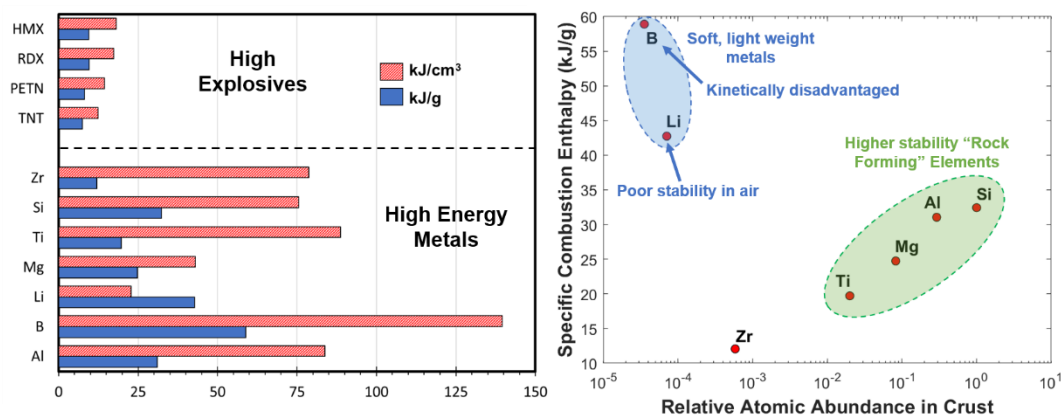 HMX
RDX
PETN
TNT
High
Explosives
kJ/cm³
kJ/g
Zr
Si
Ti
Mg
Li
B
Al
High Energy
Metals
0 25 50 75 100 125 150
Specific Combustion Enthalpy (kJ/g)
60
55
50
45
40
35
30
25
20
15
10
B
Soft, light weight
metals
Kinetically disadvantaged
Li
Poor stability in air
Higher stability “Rock
Forming” Elements
Si
Al
Mg
Ti
Zr
10⁻⁵ 10⁻⁴ 10⁻³ 10⁻² 10⁻¹ 10⁰ 10¹
Relative Atomic Abundance in Crust